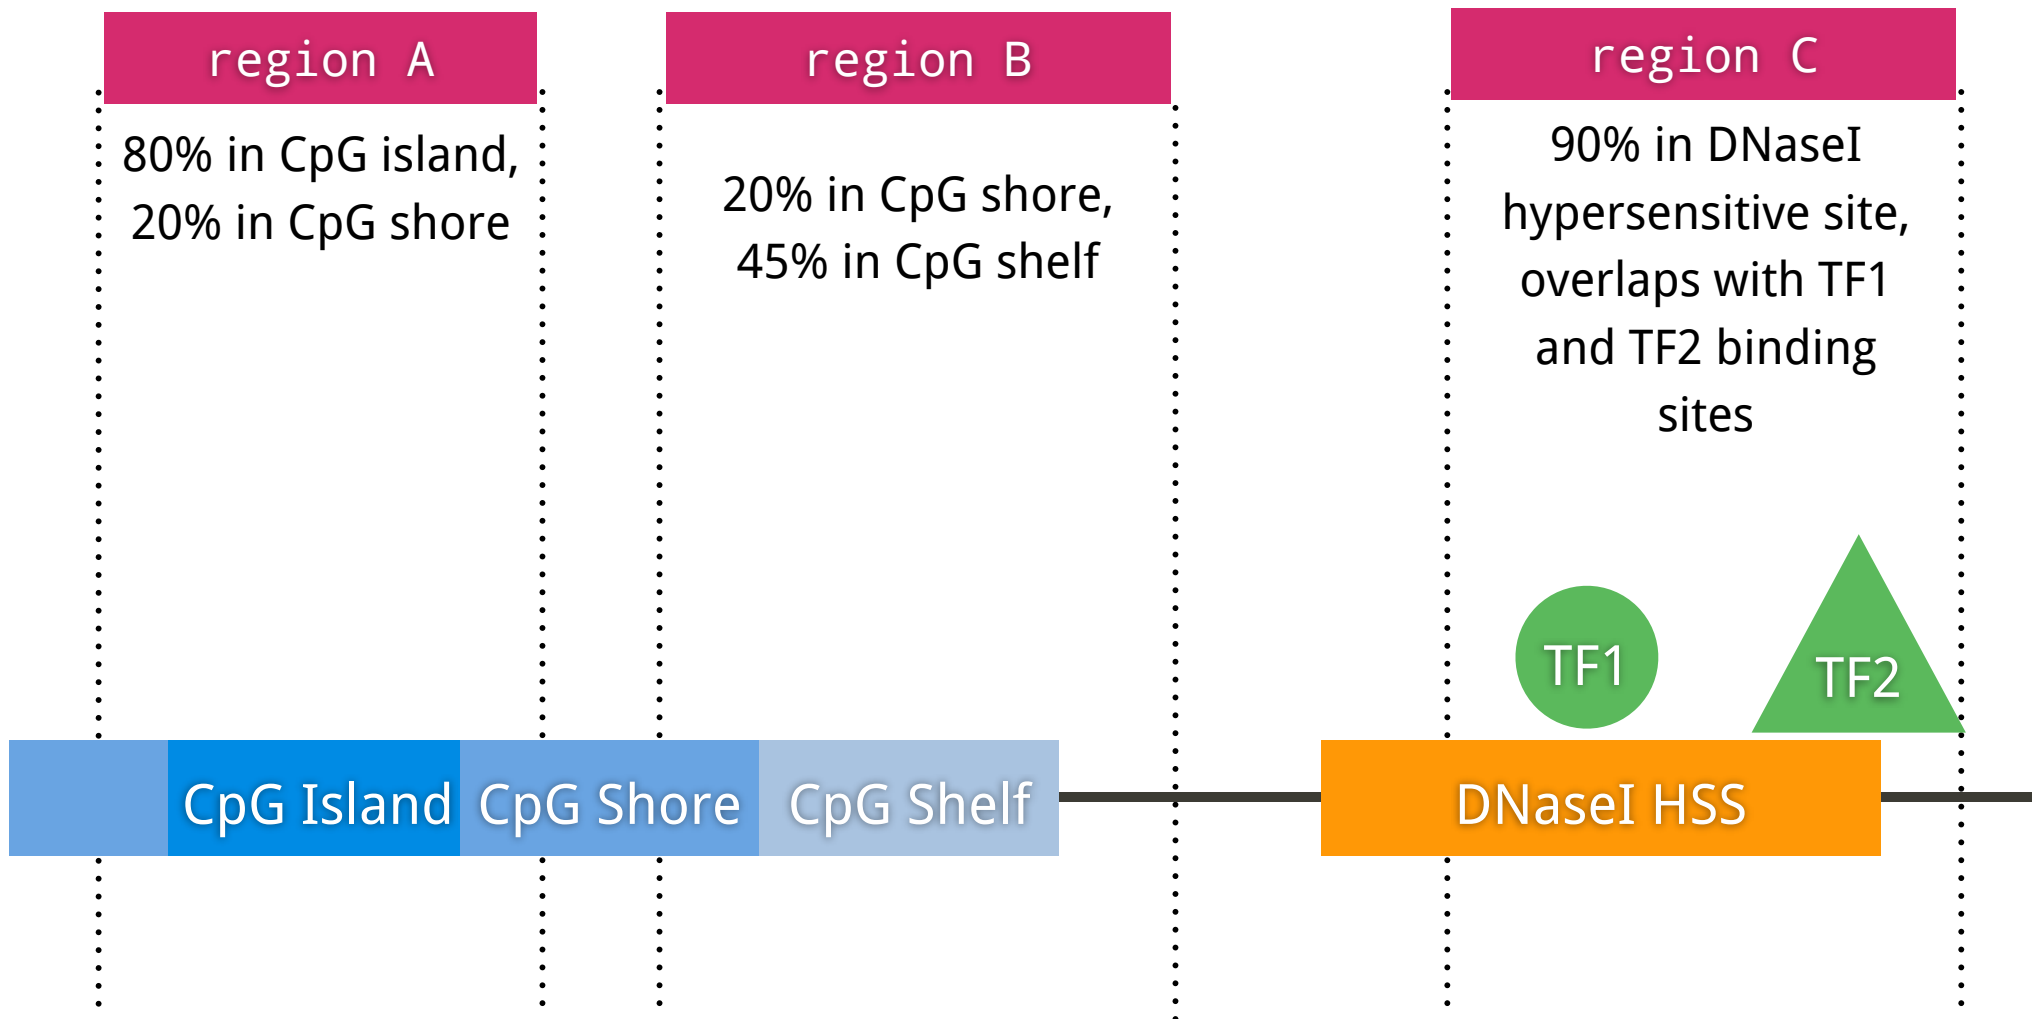 region A
80% in CpG island,
20% in CpG shore
region B
20% in CpG shore,
45% in CpG shelf
region C
90% in DNaseI
hypersensitive site,
overlaps with TF1
and TF2 binding
sites
TF1
TF2
CpG Island
CpG Shore
CpG Shelf
DNaseI HSS